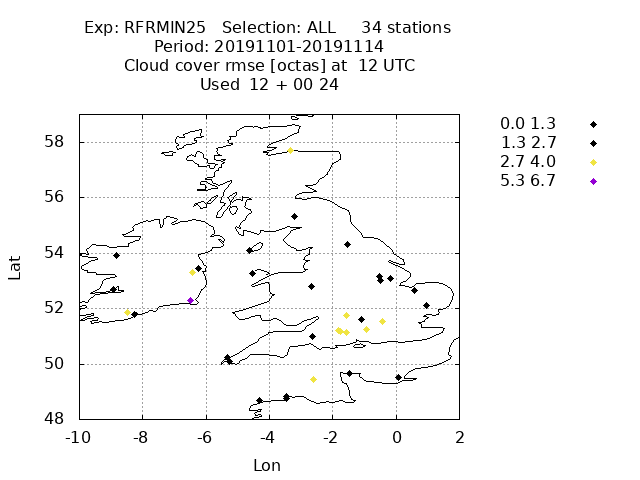 Exp: RFRMIN25 Selection: ALL 34 stations
Period: 20191101-20191114
Cloud cover rmse [octas] at 12 UTC
Used 12 + 00 24
0.0 1.3
1.3 2.7
2.7 4.0
5.3 6.7
58
56
54
52
50
48
Lat
-10 -8 -6 -4 -2 0 2
Lon